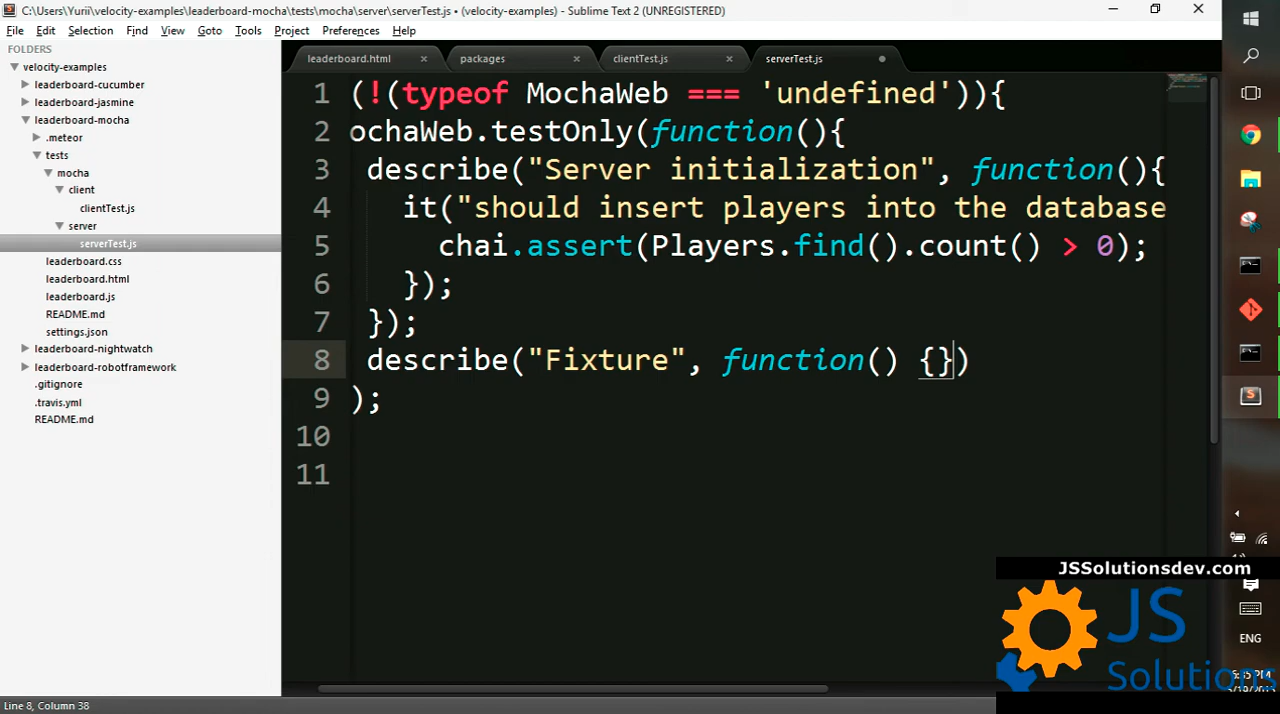 C:\Users\Yurii\velocity-examples\leaderboard-mocha\tests\mocha\server\serverTest.js • (velocity-examples) - Sublime Text 2 (UNREGISTERED)
File Edit Selection Find View Goto Tools Project Preferences Help
FOLDERS
velocity-examples
leaderboard-cucumber
leaderboard-jasmine
leaderboard-mocha
.meteor
tests
mocha
client
clientTest.js
server
serverTest.js
leaderboard.css
leaderboard.html
leaderboard.js
README.md
settings.json
leaderboard-nightwatch
leaderboard-robotframework
.gitignore
.travis.yml
README.md
leaderboard.html packages clientTest.js serverTest.js
1 (!(typeof MochaWeb === 'undefined')){
2 ochaWeb.testOnly(function(){
3 describe("Server initialization", function(){
4 it("should insert players into the database
5 chai.assert(Players.find().count() > 0);
6 });
7 });
8 describe("Fixture", function() {})
9 );
10
11
JSSolutionsdev.com
JS
Solutions
ENG
Line 8, Column 38